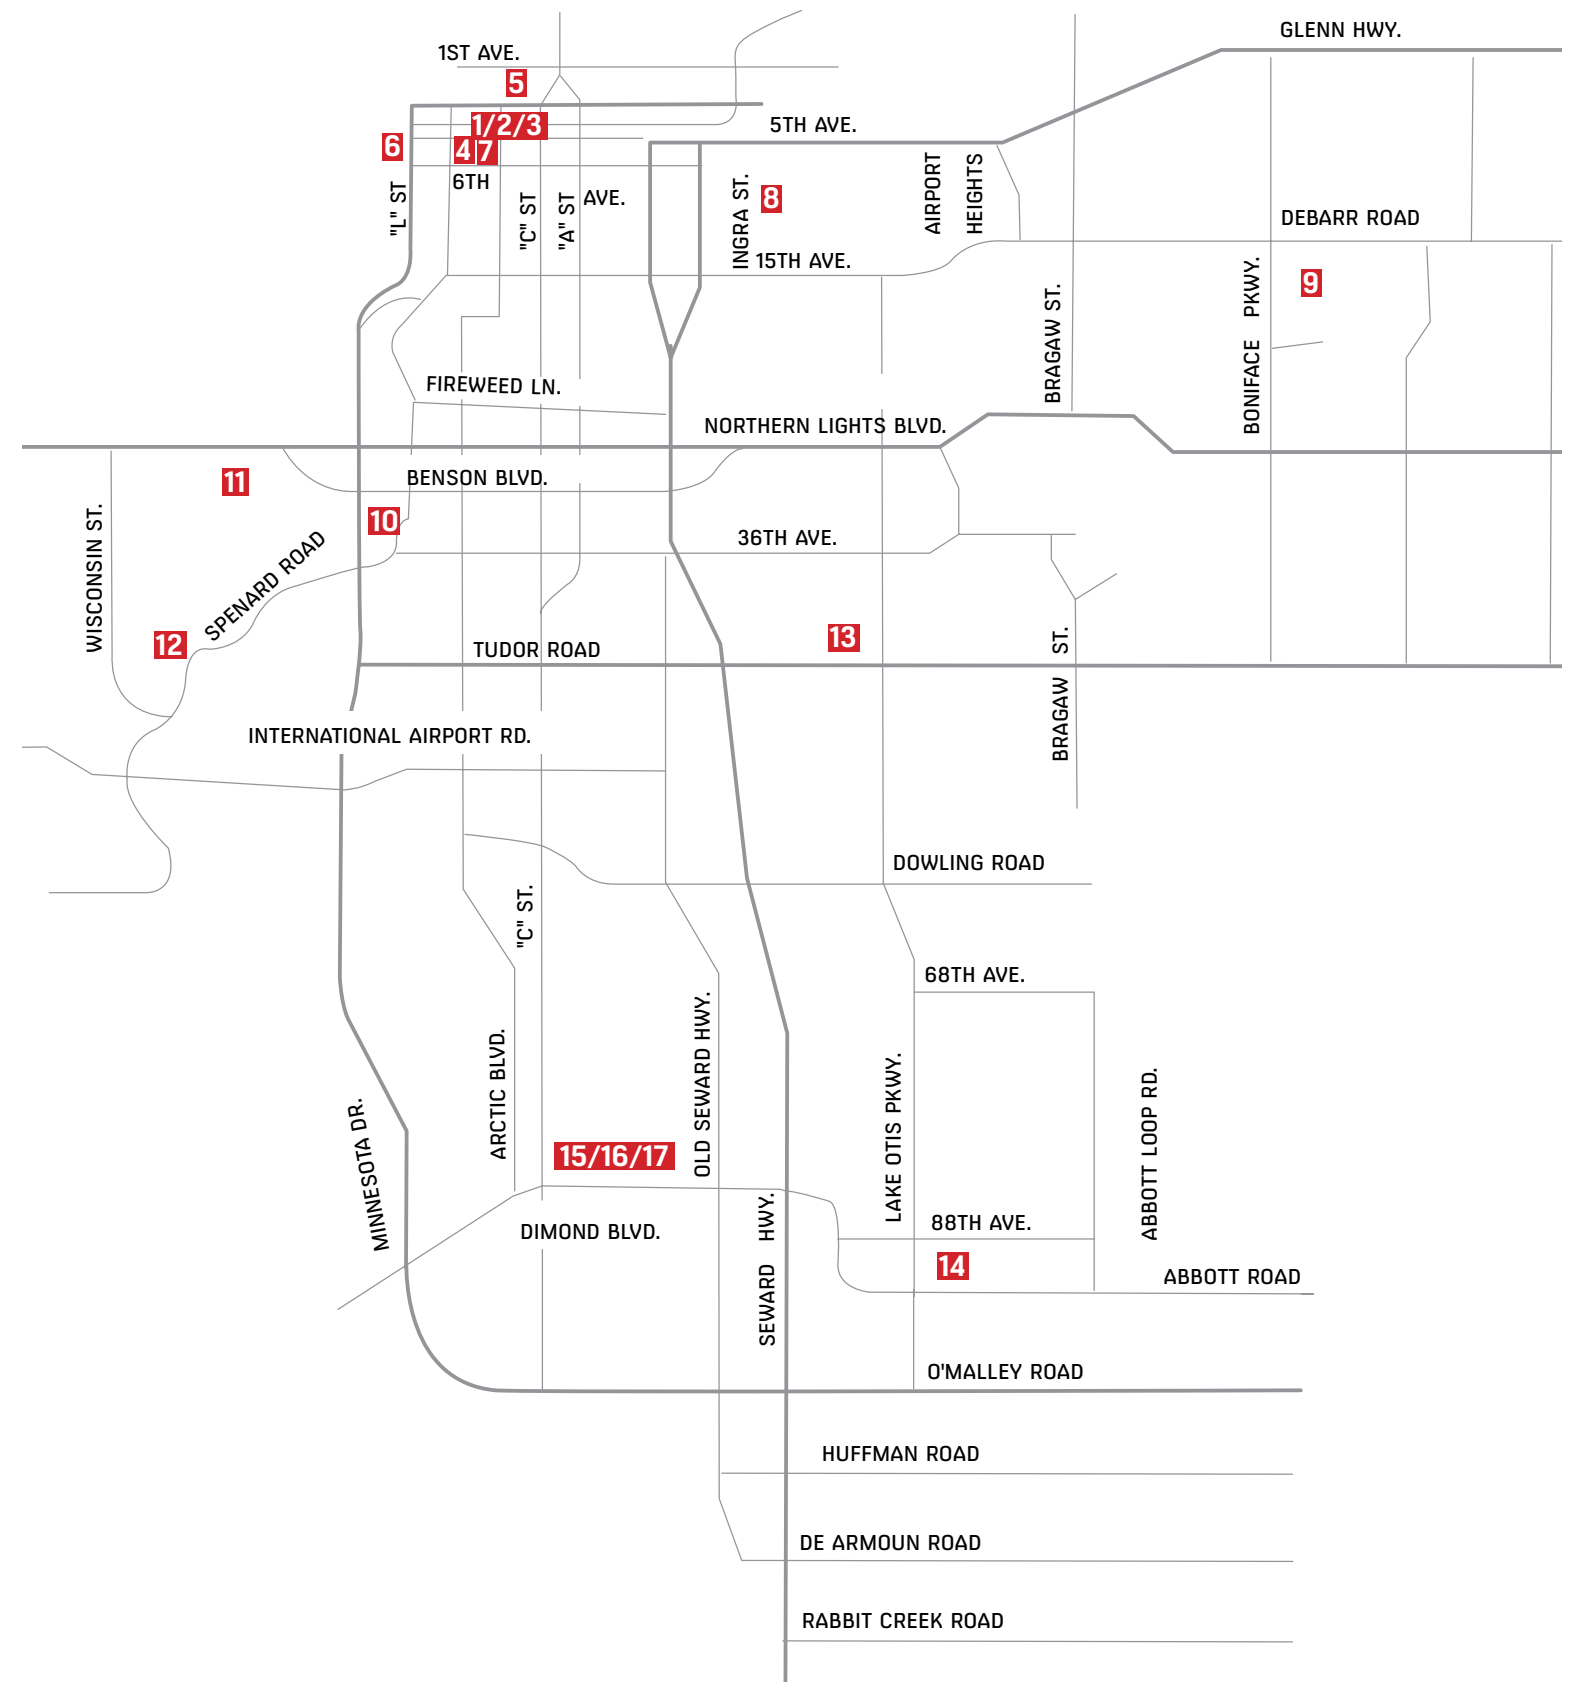 GLENN HWY.
1ST AVE.
5
1/2/3
5TH AVE.
6
4
7
6TH
AVE.
"L" ST
"C" ST
"A" ST
INGRA ST.
8
AIRPORT
HEIGHTS
DEBARR ROAD
15TH AVE.
9
BRAGAW ST.
BONIFACE PKWY.
FIREWEED LN.
NORTHERN LIGHTS BLVD.
11
BENSON BLVD.
10
WISCONSIN ST.
SPENARD ROAD
36TH AVE.
12
13
TUDOR ROAD
BRAGAW ST.
INTERNATIONAL AIRPORT RD.
DOWLING ROAD
"C" ST.
68TH AVE.
ARCTIC BLVD.
OLD SEWARD HWY.
LAKE OTIS PKWY.
ABBOTT LOOP RD.
MINNESOTA DR.
15/16/17
DIMOND BLVD.
SEWARD HWY.
88TH AVE.
14
ABBOTT ROAD
O'MALLEY ROAD
HUFFMAN ROAD
DE ARMOUN ROAD
RABBIT CREEK ROAD